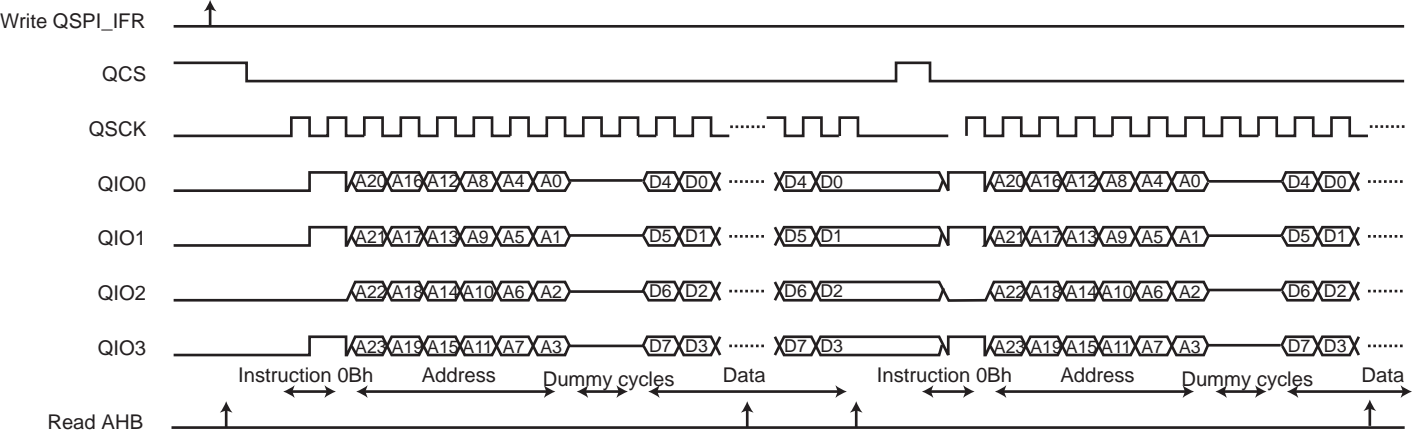 Write QSPI_IFR
QCS
QSCK
QIO0 A20 A16 A12 A8 A4 A0 D4 D0 D4 D0 A20 A16 A12 A8 A4 A0 D4 D0
QIO1 A21 A17 A13 A9 A5 A1 D5 D1 D5 D1 A21 A17 A13 A9 A5 A1 D5 D1
QIO2 A22 A18 A14 A10 A6 A2 D6 D2 D6 D2 A22 A18 A14 A10 A6 A2 D6 D2
QIO3 A23 A19 A15 A11 A7 A3 D7 D3 D7 D3 A23 A19 A15 A11 A7 A3 D7 D3
Instruction 0Bh Address Dummy cycles Data Instruction 0Bh Address Dummy cycles Data
Read AHB